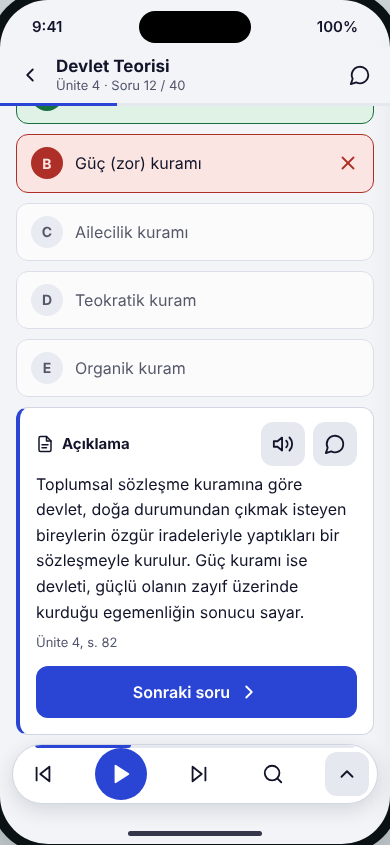 9:41
100%
Devlet Teorisi
Ünite 4 · Soru 12 / 40
B
Güç (zor) kuramı
C
Ailecilik kuramı
D
Teokratik kuram
E
Organik kuram
Açıklama
Toplumsal sözleşme kuramına göre
devlet, doğa durumundan çıkmak isteyen
bireylerin özgür iradeleriyle yaptıkları bir
sözleşmeyle kurulur. Güç kuramı ise
devleti, güçlü olanın zayıf üzerinde
kurduğu egemenliğin sonucu sayar.
Ünite 4, s. 82
Sonraki soru